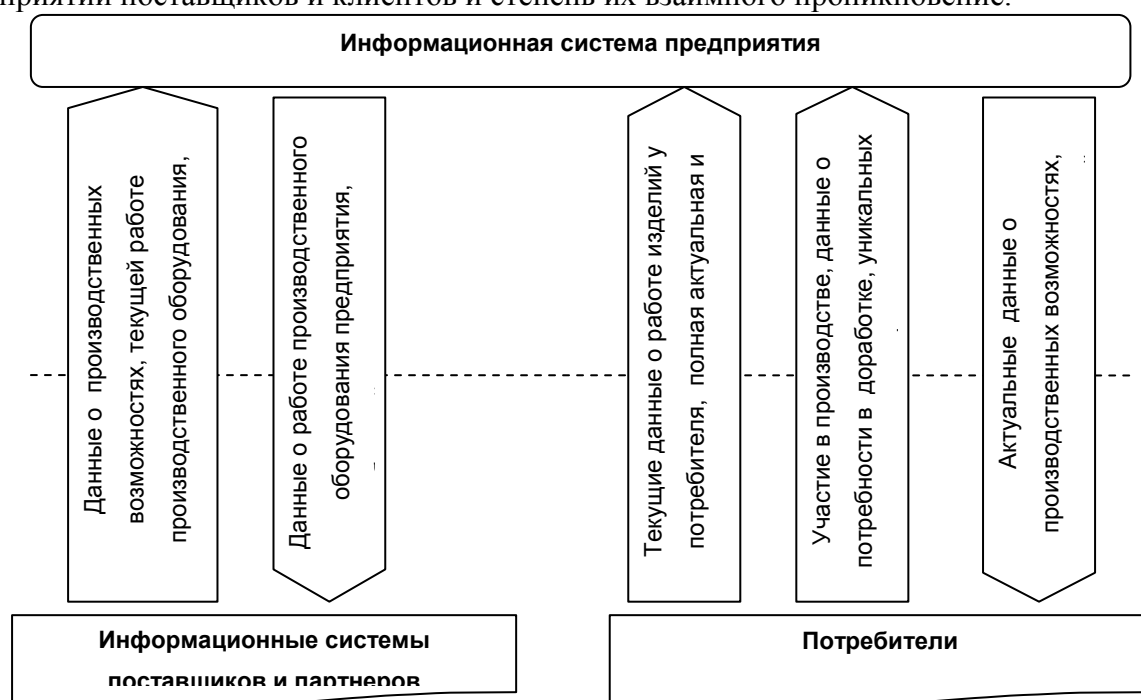 приятий поставщиков и клиентов и степень их взаимного проникновение.
Информационная система предприятия
Данные о производственных
возможностях, текущей работе
производственного оборудования,
Данные о работе производственного
оборудования предприятия,
Текущие данные о работе изделий у
потребителя, полная актуальная и
Участие в производстве, данные о
потребности в доработке, уникальных
Актуальные данные о
производственных возможностях,
Информационные системы
поставщиков и партнеров
Потребители